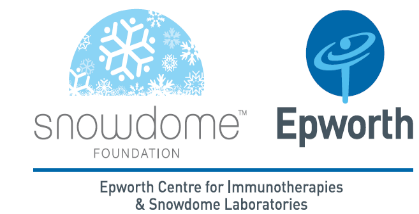 snowdome™
FOUNDATION
Epworth
Epworth Centre for Immunotherapies
& Snowdome Laboratories